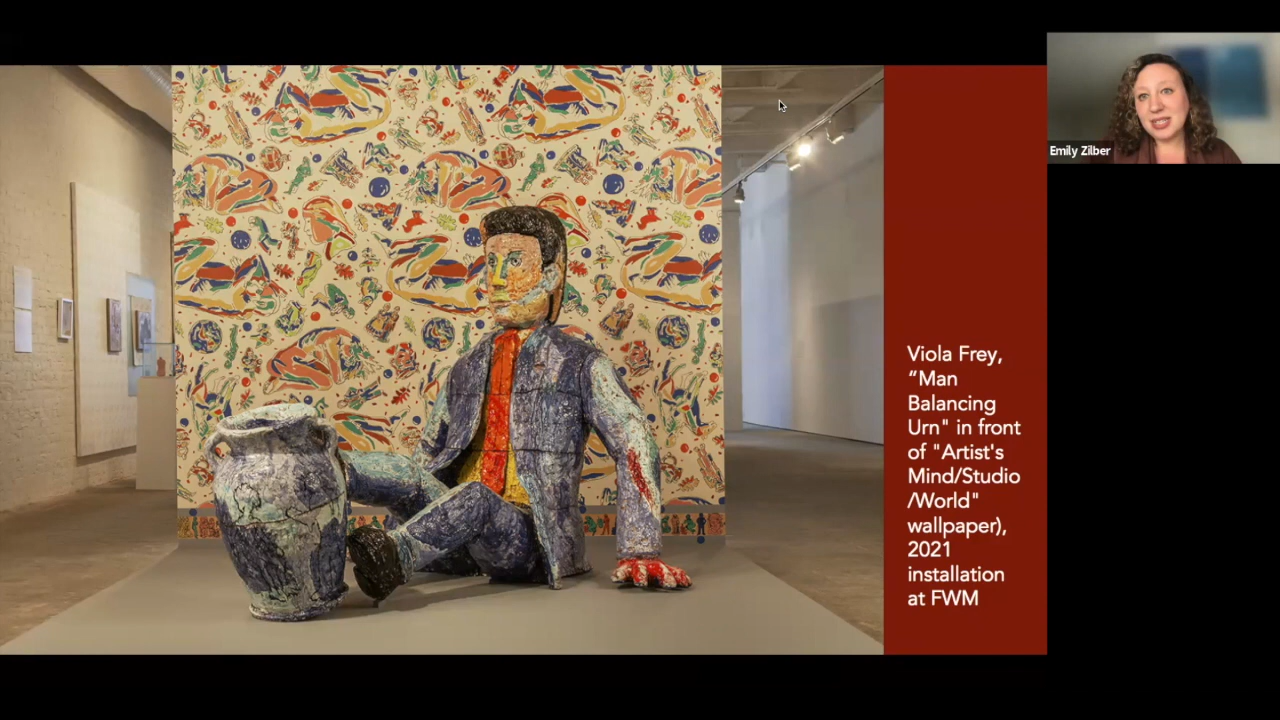 Emily Zilber
Viola Frey,
“Man
Balancing
Urn" in front
of "Artist's
Mind/Studio
/World"
wallpaper),
2021
installation
at FWM